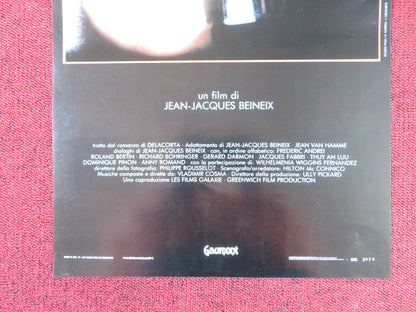 un film di
JEAN-JACQUES BEINEIX
tratto dal romanzo di DELACORTA · Adattamento di JEAN-JACQUES BEINEIX · JEAN VAN HAMME
dialoghi di JEAN-JACQUES BEINEIX · con, in ordine alfabetico: FREDERIC ANDREI
ROLAND BERTIN · RICHARD BOHRINGER · GERARD DARMON · JACQUES FABBRI · THUY AN LUU
DOMINIQUE PINON · ANNY ROMAND · con la partecipazione di: WILHELMENIA WIGGINS FERNANDEZ
direttore della fotografia: PHILIPPE ROUSSELOT · Scenografo/arredatore: HILTON Mc CONNICO
Musiche composte e dirette da: VLADIMIR COSMA · Direttore della produzione: ULLY PICKARD
Una coproduzione LES FILMS GALAXIE · GREENWICH FILM PRODUCTION
Gaumont